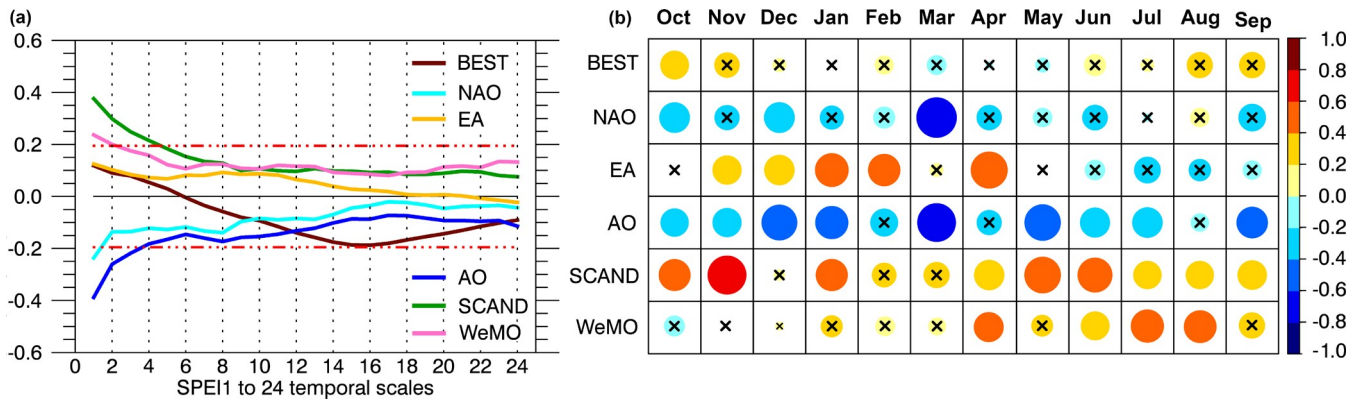 (a)
0.6
0.4
0.2
0.0
-0.2
-0.4
-0.6
BEST
NAO
EA
AO
SCAND
WeMO
0 2 4 6 8 10 12 14 16 18 20 22 24
SPEI1 to 24 temporal scales
(b)
Oct Nov Dec Jan Feb Mar Apr May Jun Jul Aug Sep
BEST
NAO
EA
AO
SCAND
WeMO
1.0
0.8
0.6
0.4
0.2
0.0
-0.2
-0.4
-0.6
-0.8
-1.0